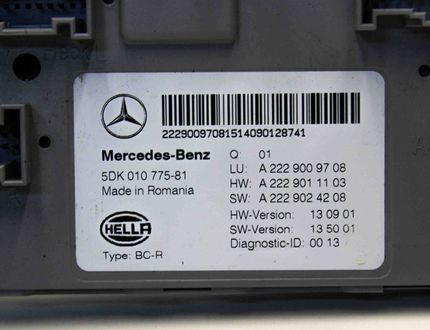 2229009708151409012874​1
Mercedes-Benz
5DK 010 775-81
Made in Romania
HELLA
Type: BC-R
Q: 01
LU: A 222 900 97 08
HW: A 222 901 11 03
SW: A 222 902 42 08
HW-Version: 13 09 01
SW-Version: 13 50 01
Diagnostic-ID: 00 13